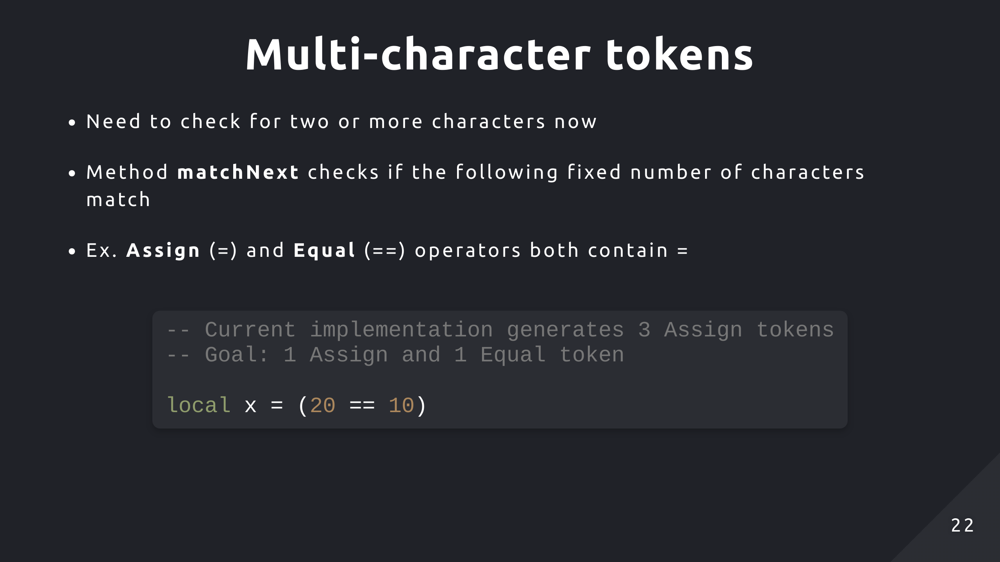 Multi-character tokens
• Need to check for two or more characters now
• Method matchNext checks if the following fixed number of characters
match
• Ex. Assign (=) and Equal (==) operators both contain =
-- Current implementation generates 3 Assign tokens
-- Goal: 1 Assign and 1 Equal token
local x = (20 == 10)
22